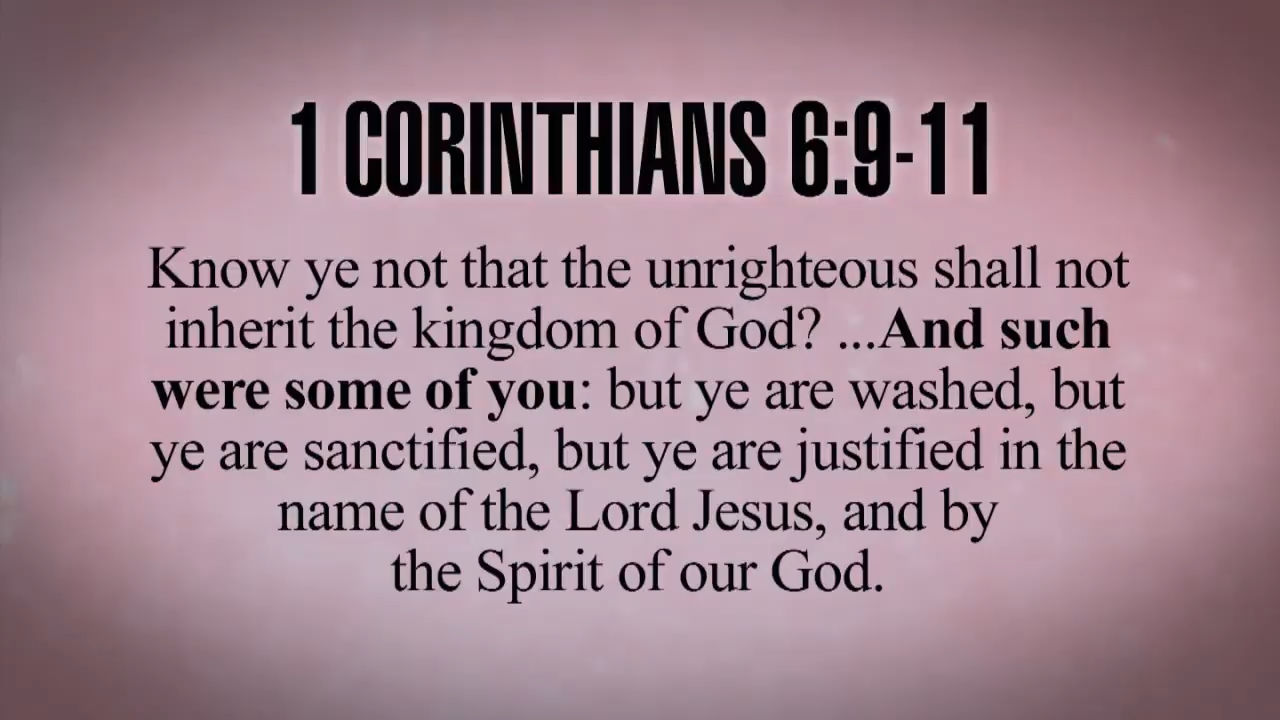 1 CORINTHIANS 6:9-11
Know ye not that the unrighteous shall not
inherit the kingdom of God? ...And such
were some of you: but ye are washed, but
ye are sanctified, but ye are justified in the
name of the Lord Jesus, and by
the Spirit of our God.